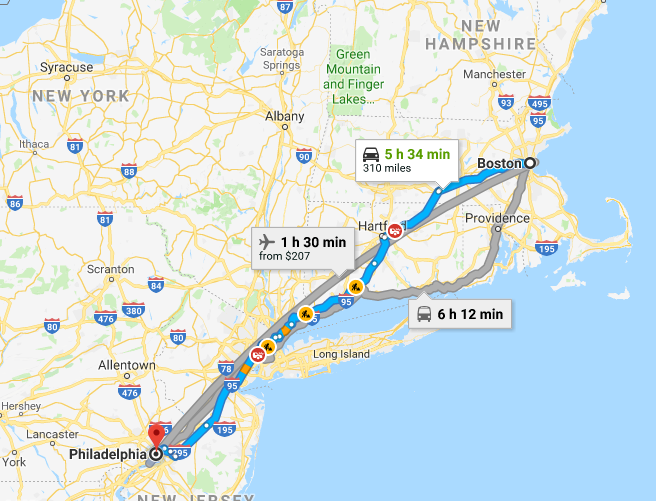 87
NEW
HAMPSHIRE
Syracuse
Saratoga
Springs
Green
Mountain
and Finger
Lakes...
Manchester
NEW YORK
93
495
Albany
95
Ithaca
81
90
5 h 34 min
310 miles
Boston
88
86
81
Providence
1 h 30 min
from $207
195
Scranton
84
95
476
380
6 h 12 min
80
80
Long Island
Allentown
78
95
476
Hershey
195
Lancaster
Philadelphia
295
York
NEW JERSEY